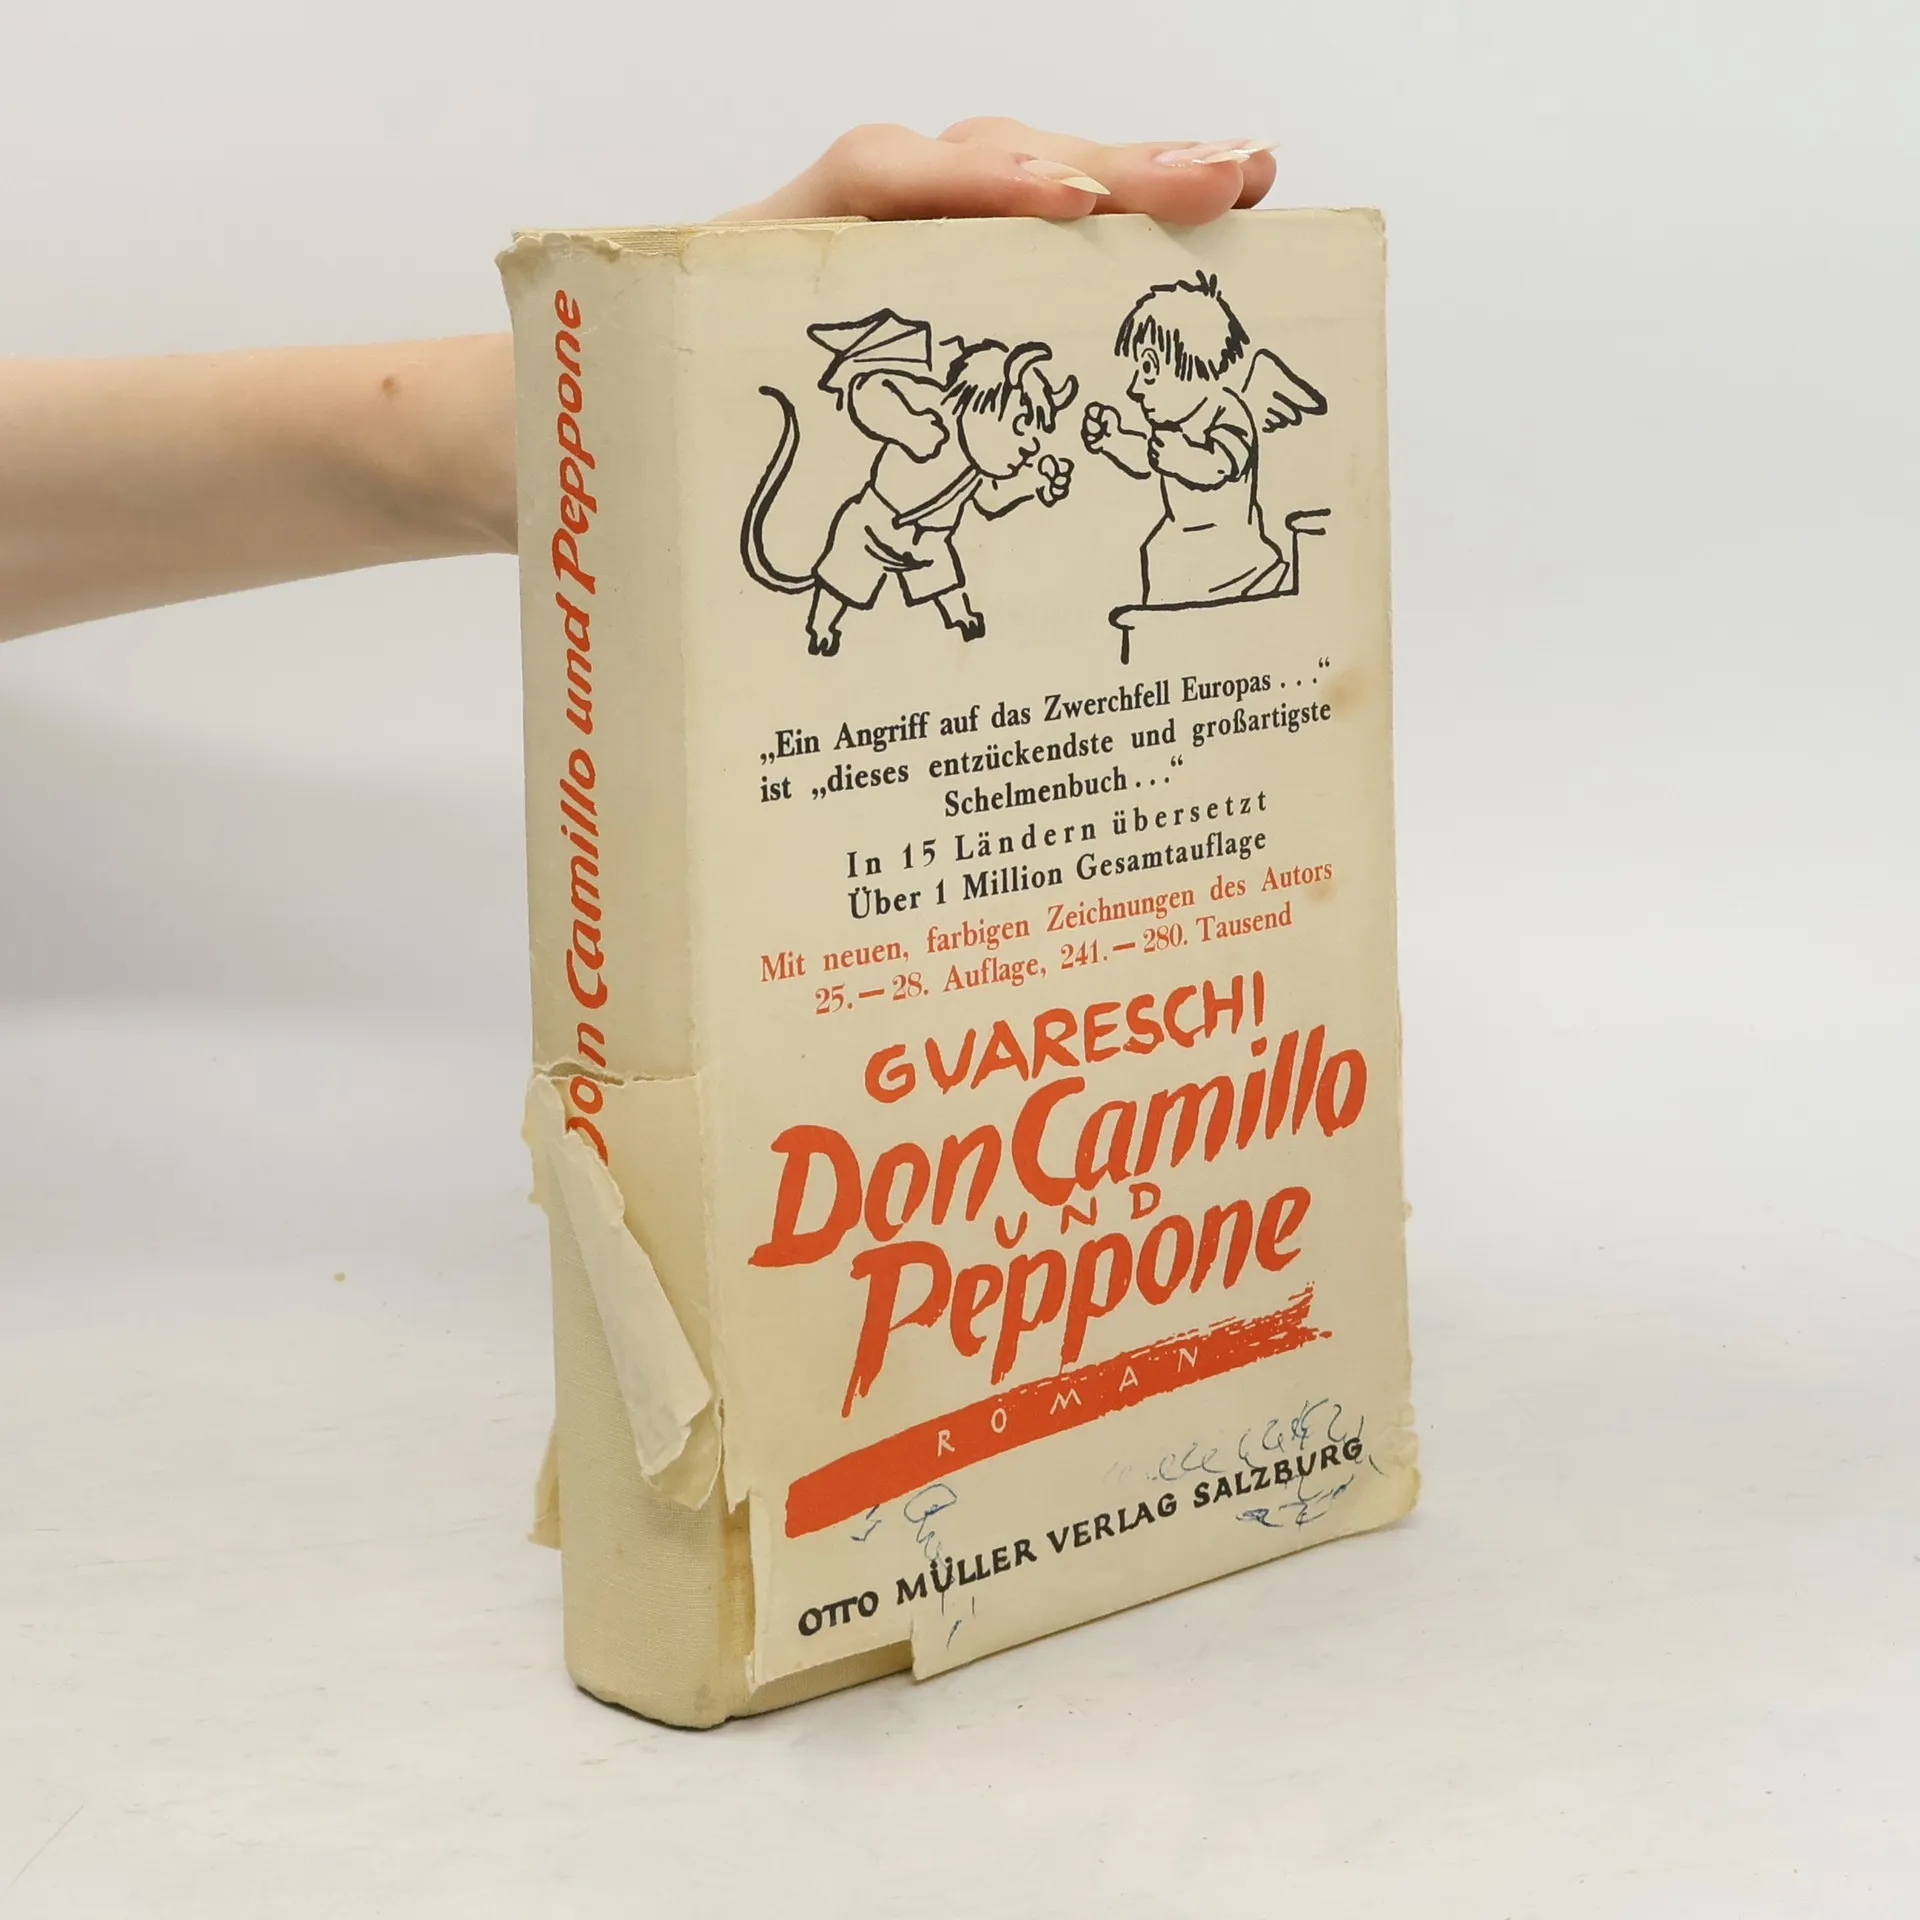 Don Camillo und Peppone
„Ein Angriff auf das Zwerchfell Europas . . .“
ist „dieses entzückendste und großartigste
Schelmenbuch . . .“
In 15 Ländern übersetzt
Über 1 Million Gesamtauflage
Mit neuen, farbigen Zeichnungen des Autors
25.— 28. Auflage, 241.— 280. Tausend
GVARESCHI
Don Camillo
UND
Peppone
ROMAN
OTTO MÜLLER VERLAG SALZBURG